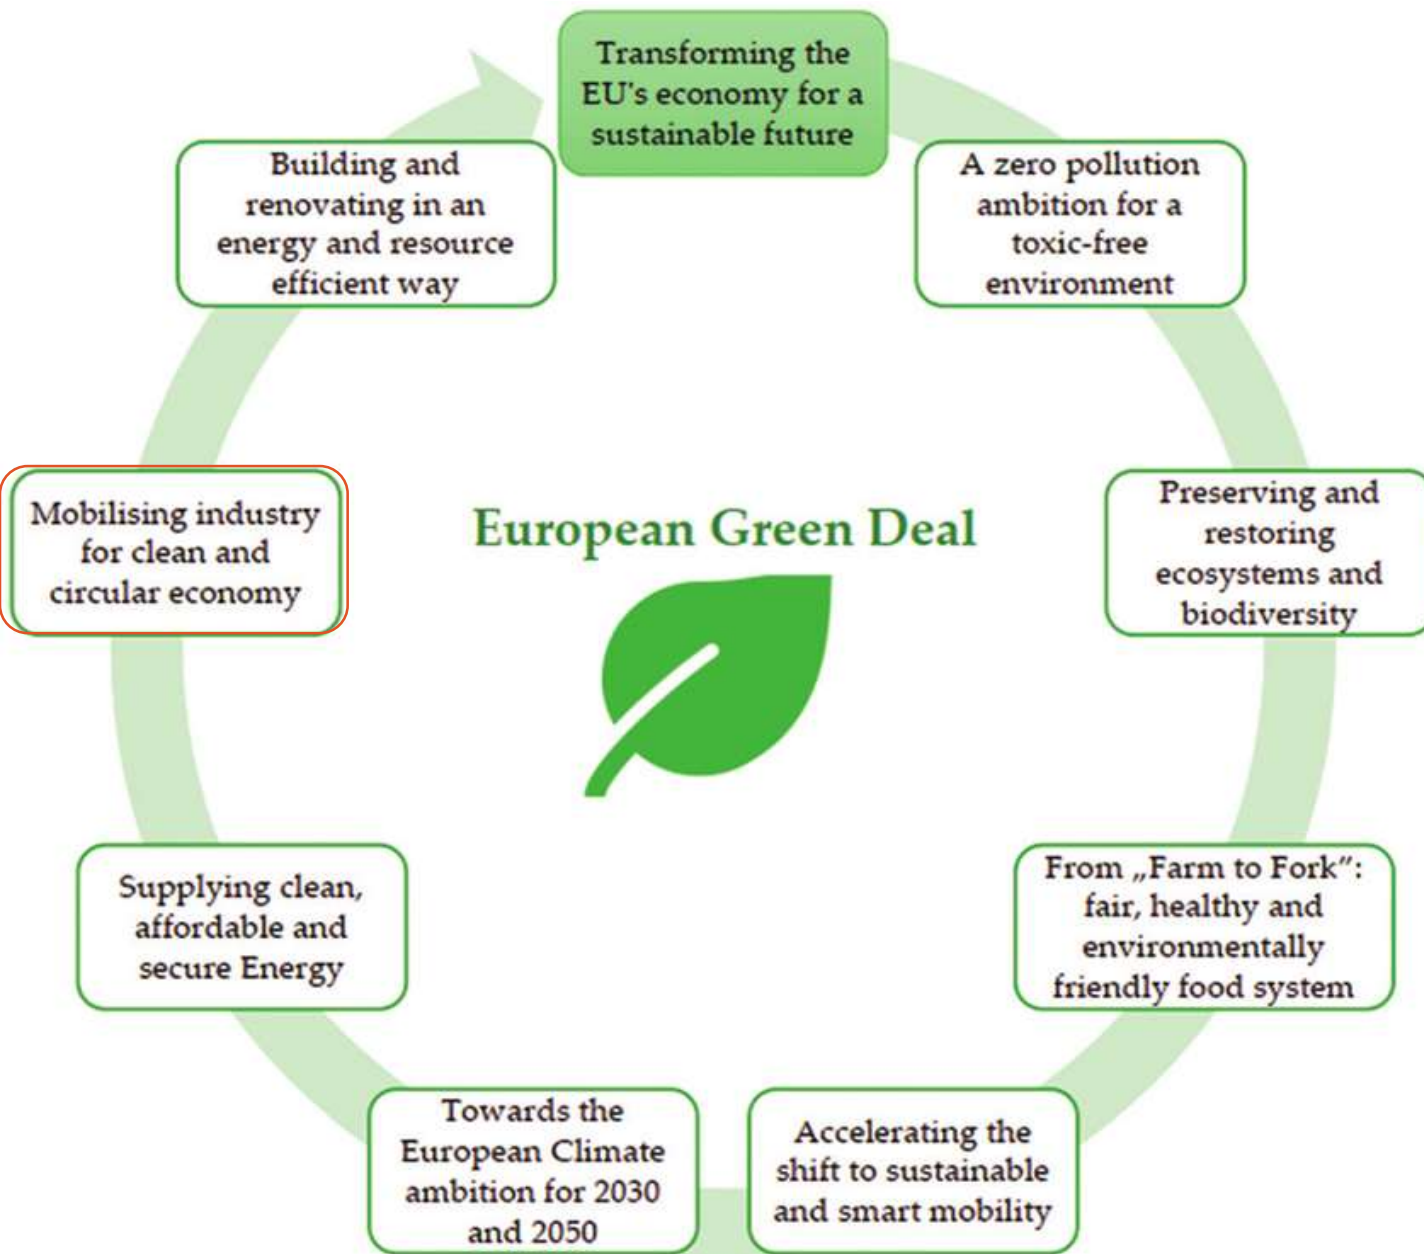 Transforming the
EU's economy for a
sustainable future
A zero pollution
ambition for a
toxic-free
environment
Preserving and
restoring
ecosystems and
biodiversity
From „Farm to Fork“:
fair, healthy and
environmentally
friendly food system
Accelerating the
shift to sustainable
and smart mobility
Towards the
European Climate
ambition for 2030
and 2050
Supplying clean,
affordable and
secure Energy
Mobilising industry
for clean and
circular economy
Building and
renovating in an
energy and resource
efficient way
European Green Deal